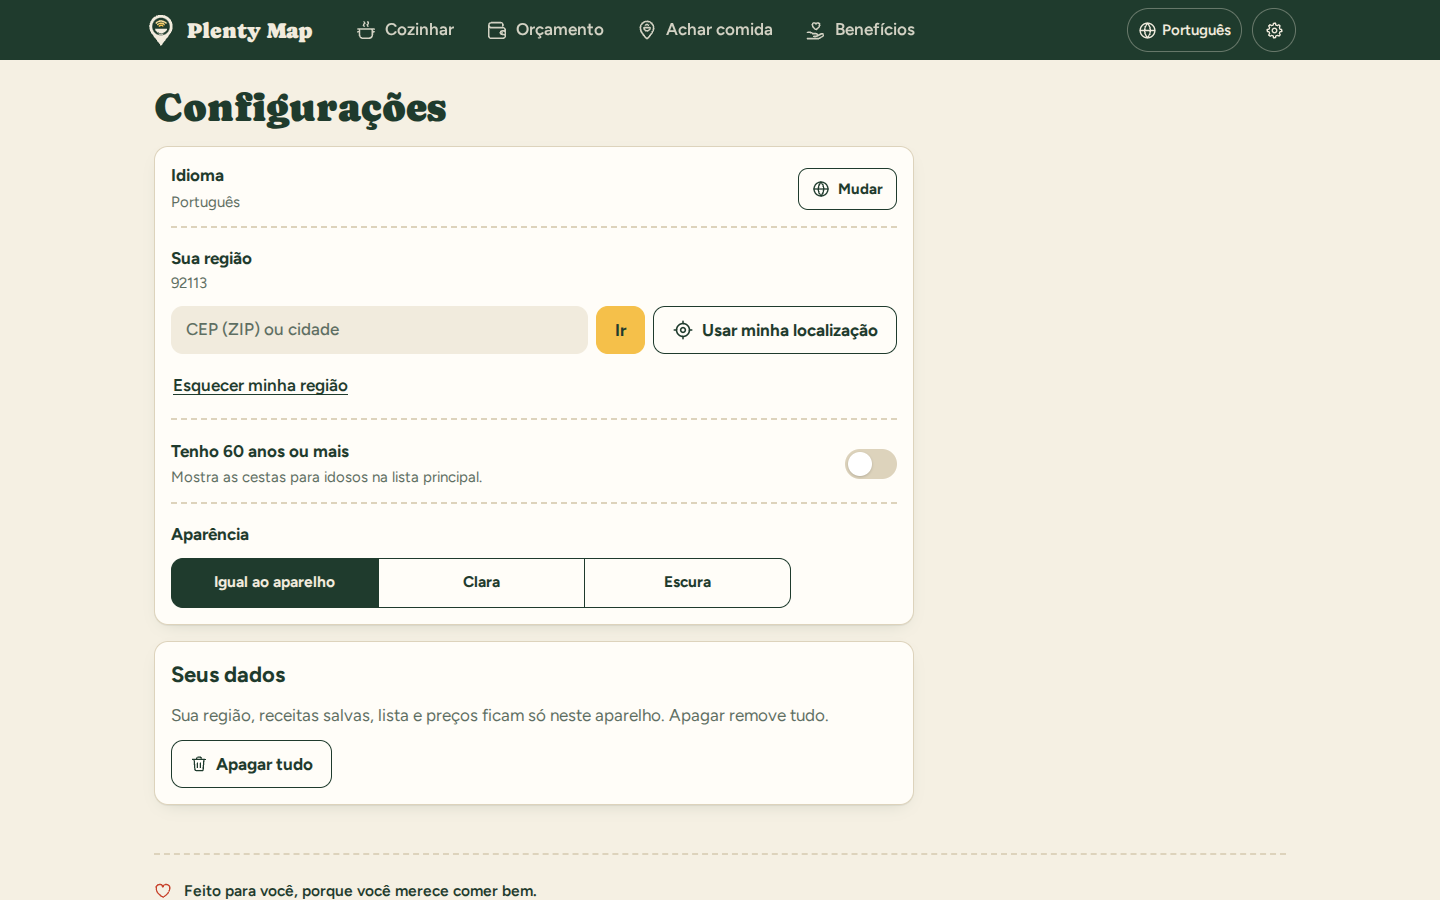 Plenty Map
Cozinhar
Orçamento
Achar comida
Benefícios
Português
Configurações
Idioma
Português
Mudar
Sua região
92113
CEP (ZIP) ou cidade
Ir
Usar minha localização
Esquecer minha região
Tenho 60 anos ou mais
Mostra as cestas para idosos na lista principal.
Aparência
Igual ao aparelho
Clara
Escura
Seus dados
Sua região, receitas salvas, lista e preços ficam só neste aparelho. Apagar remove tudo.
Apagar tudo
Feito para você, porque você merece comer bem.